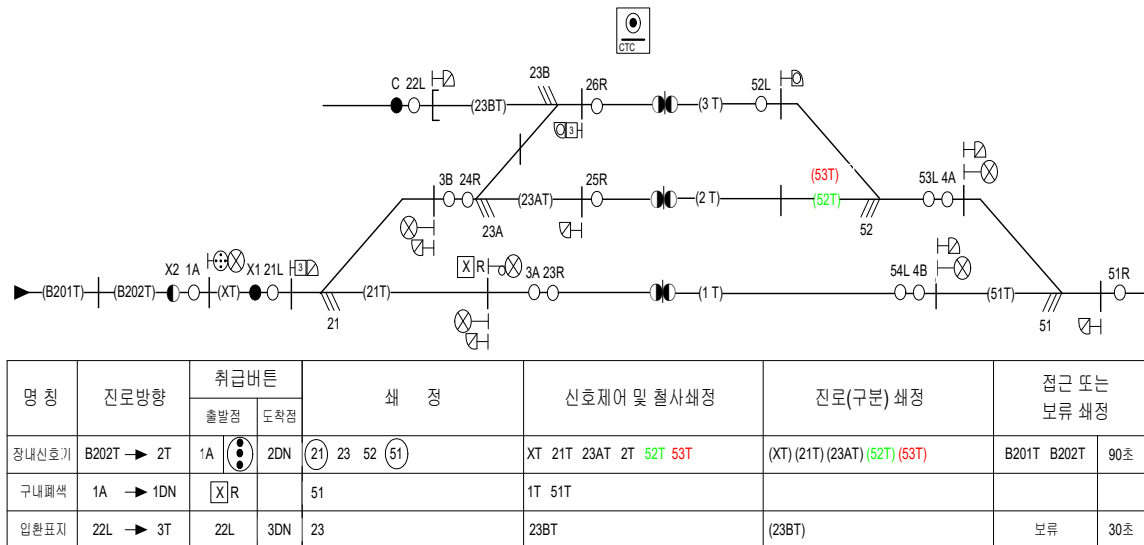 CTC
23B
C 22L
(23BT)
26R
(3 T)
52L
3
3B 24R
23A
(23AT)
25R
(2 T)
(53T)
(52T)
52
53L 4A
(B201T)
(B202T)
X2 1A
(XT)
X1 21L
3
21
(21T)
X R
3A 23R
(1 T)
54L 4B
(51T)
51
51R
명 칭 진로방향 취급버튼 쇄 정 신호제어 및 철사쇄정 진로(구분) 쇄정 접근 또는
보류 쇄정
출발점 도착점
장내신호기 B202T → 2T 1A 2DN 21 23 52 51 XT 21T 23AT 2T 52T 53T (XT) (21T) (23AT) (52T) (53T) B201T B202T 90초
구내폐색 1A → 1DN X R 51 1T 51T
입환표지 22L → 3T 22L 3DN 23 23BT (23BT) 보류 30초